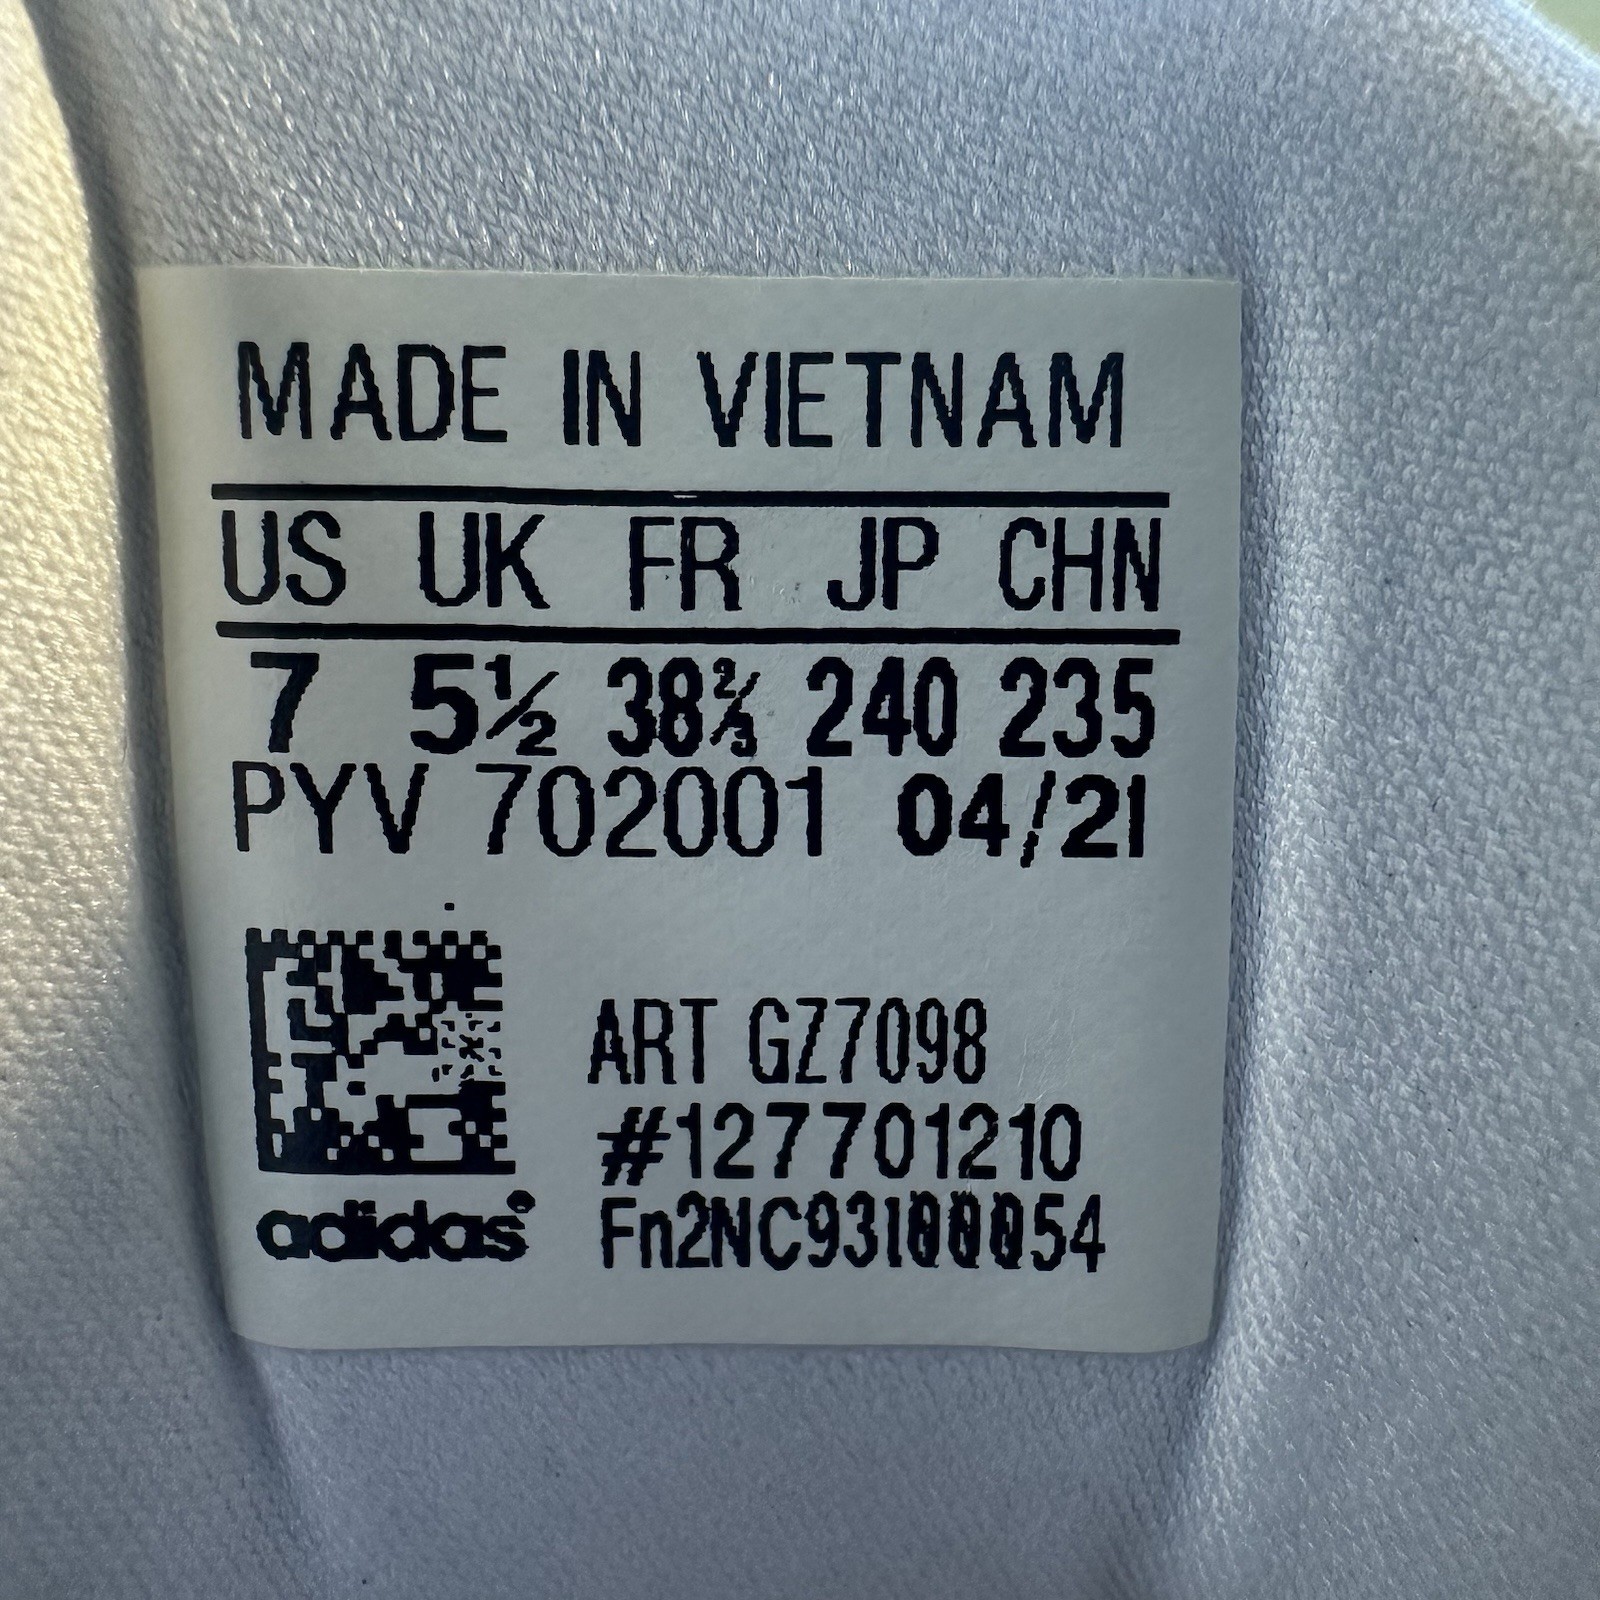 MADE IN VIETNAM
US UK FR JP CHN
7 5½ 38⅔ 240 235
PYV 702001 04/21
ART GZ7098
#127701210
adidas® Fn2NC931000054